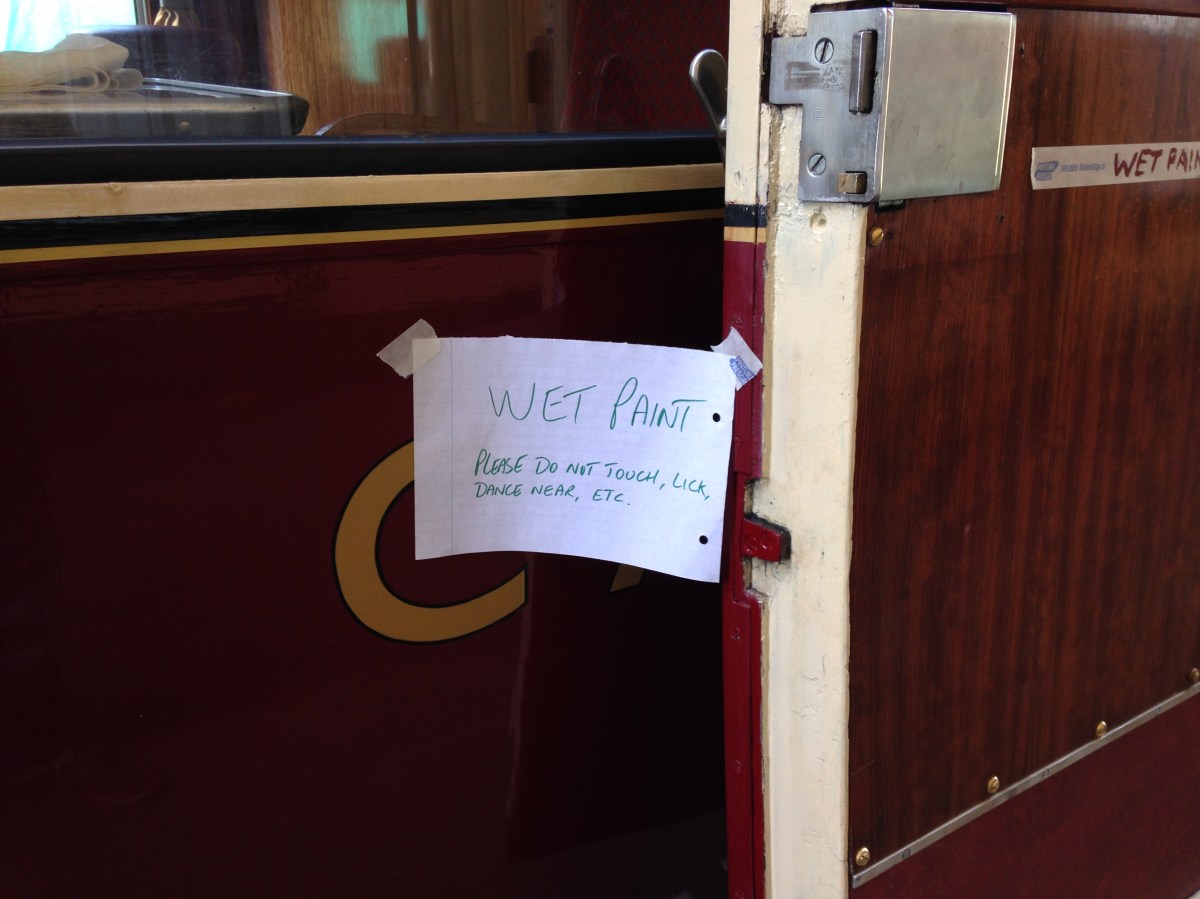 WET PAINT
PLEASE DO NOT TOUCH, LICK,
DANCE NEAR, ETC.
C
WET PAIN